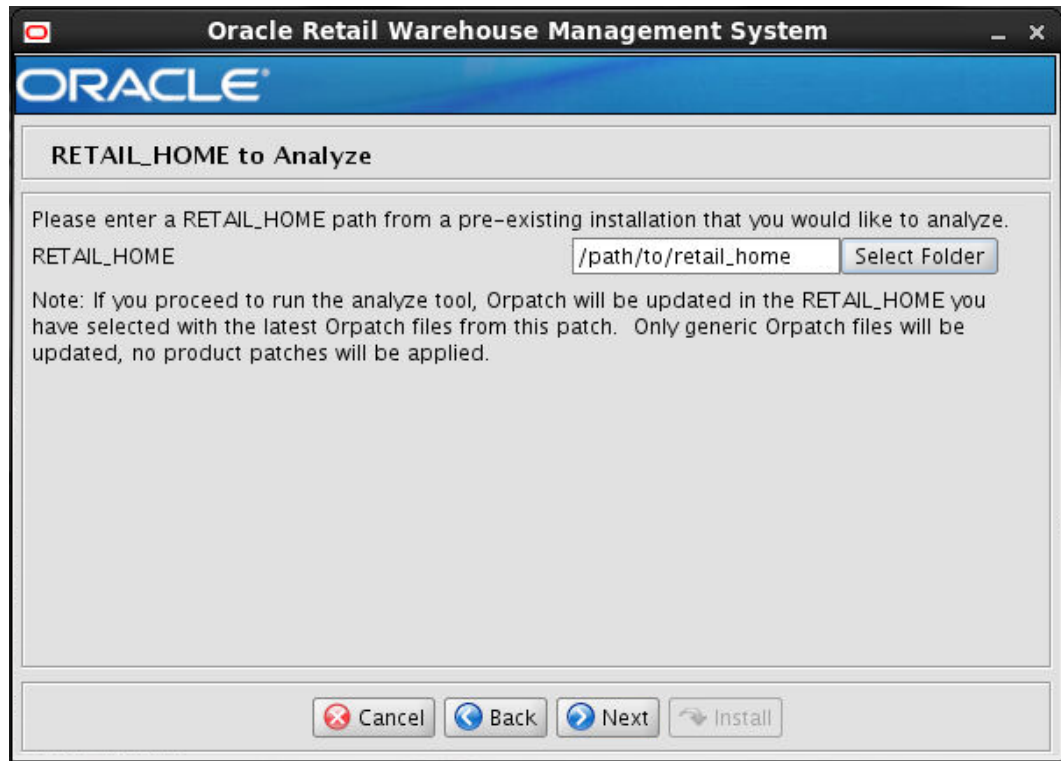 Oracle Retail Warehouse Management System
ORACLE
RETAIL_HOME to Analyze
Please enter a RETAIL_HOME path from a pre-existing installation that you would like to analyze.
RETAIL_HOME /path/to/retail_home Select Folder
Note: If you proceed to run the analyze tool, Orpatch will be updated in the RETAIL_HOME you
have selected with the latest Orpatch files from this patch.  Only generic Orpatch files will be
updated, no product patches will be applied.
Cancel Back Next Install